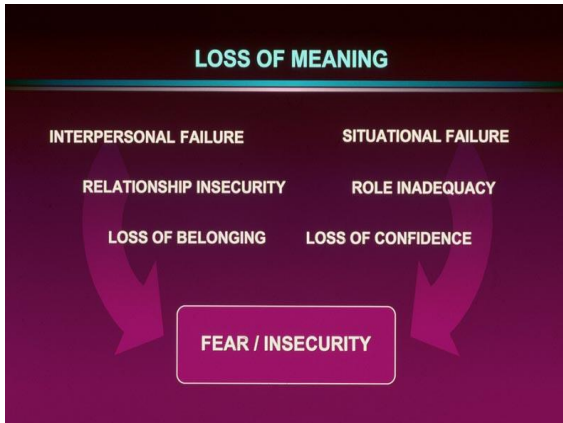 LOSS OF MEANING
INTERPERSONAL FAILURE
SITUATIONAL FAILURE
RELATIONSHIP INSECURITY
ROLE INADEQUACY
LOSS OF BELONGING
LOSS OF CONFIDENCE
FEAR / INSECURITY